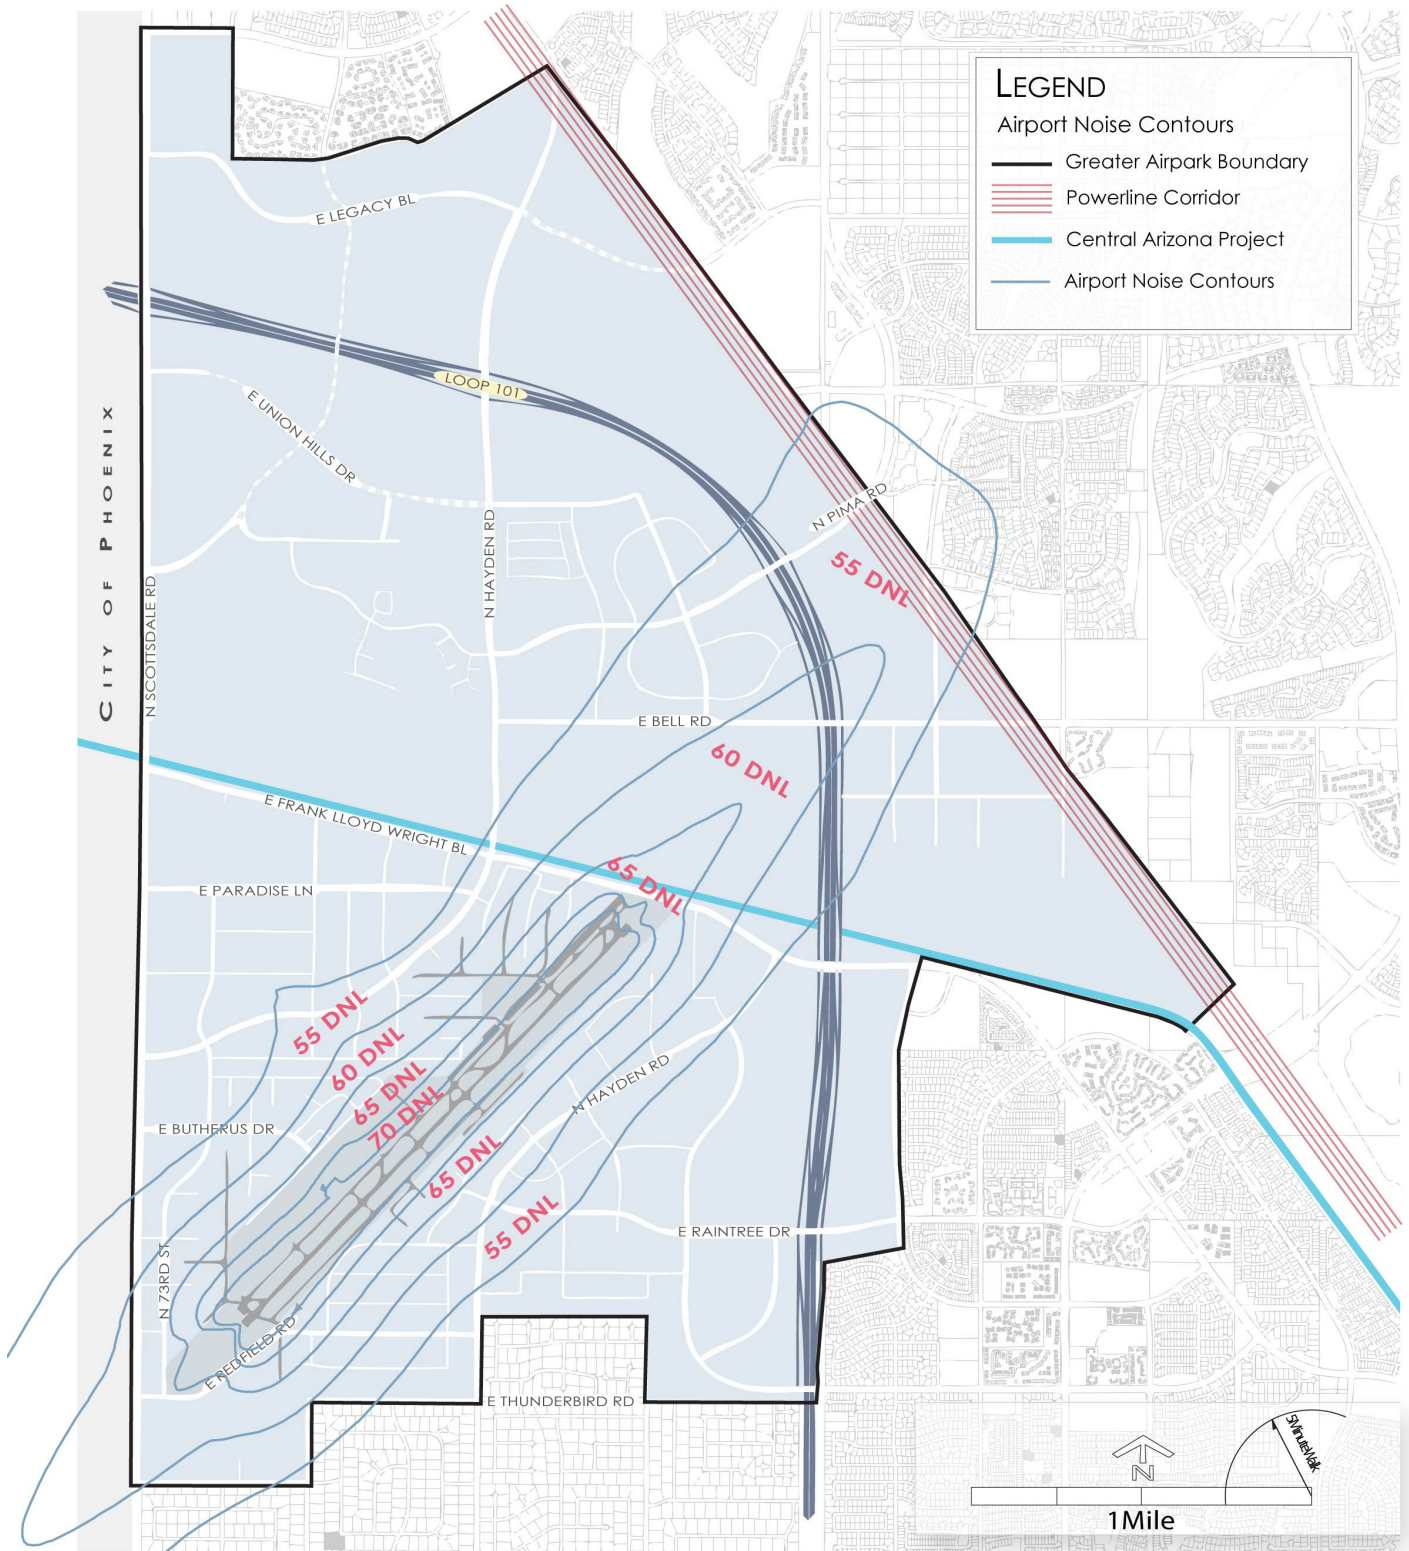 LEGEND
Airport Noise Contours
Greater Airpark Boundary
Powerline Corridor
Central Arizona Project
Airport Noise Contours
E LEGACY BL
LOOP 101
E UNION HILLS DR
CITY OF PHOENIX
N SCOTTSDALE RD
N HAYDEN RD
N PIMA RD
55 DNL
E BELL RD
60 DNL
E FRANK LLOYD WRIGHT BL
65 DNL
E PARADISE LN
55 DNL
60 DNL
65 DNL
70 DNL
N HAYDEN RD
E BUTHERUS DR
65 DNL
55 DNL
E RAINTREE DR
N 73RD ST
E REDFIELD RD
E THUNDERBIRD RD
5MinuteWalk
N
1Mile